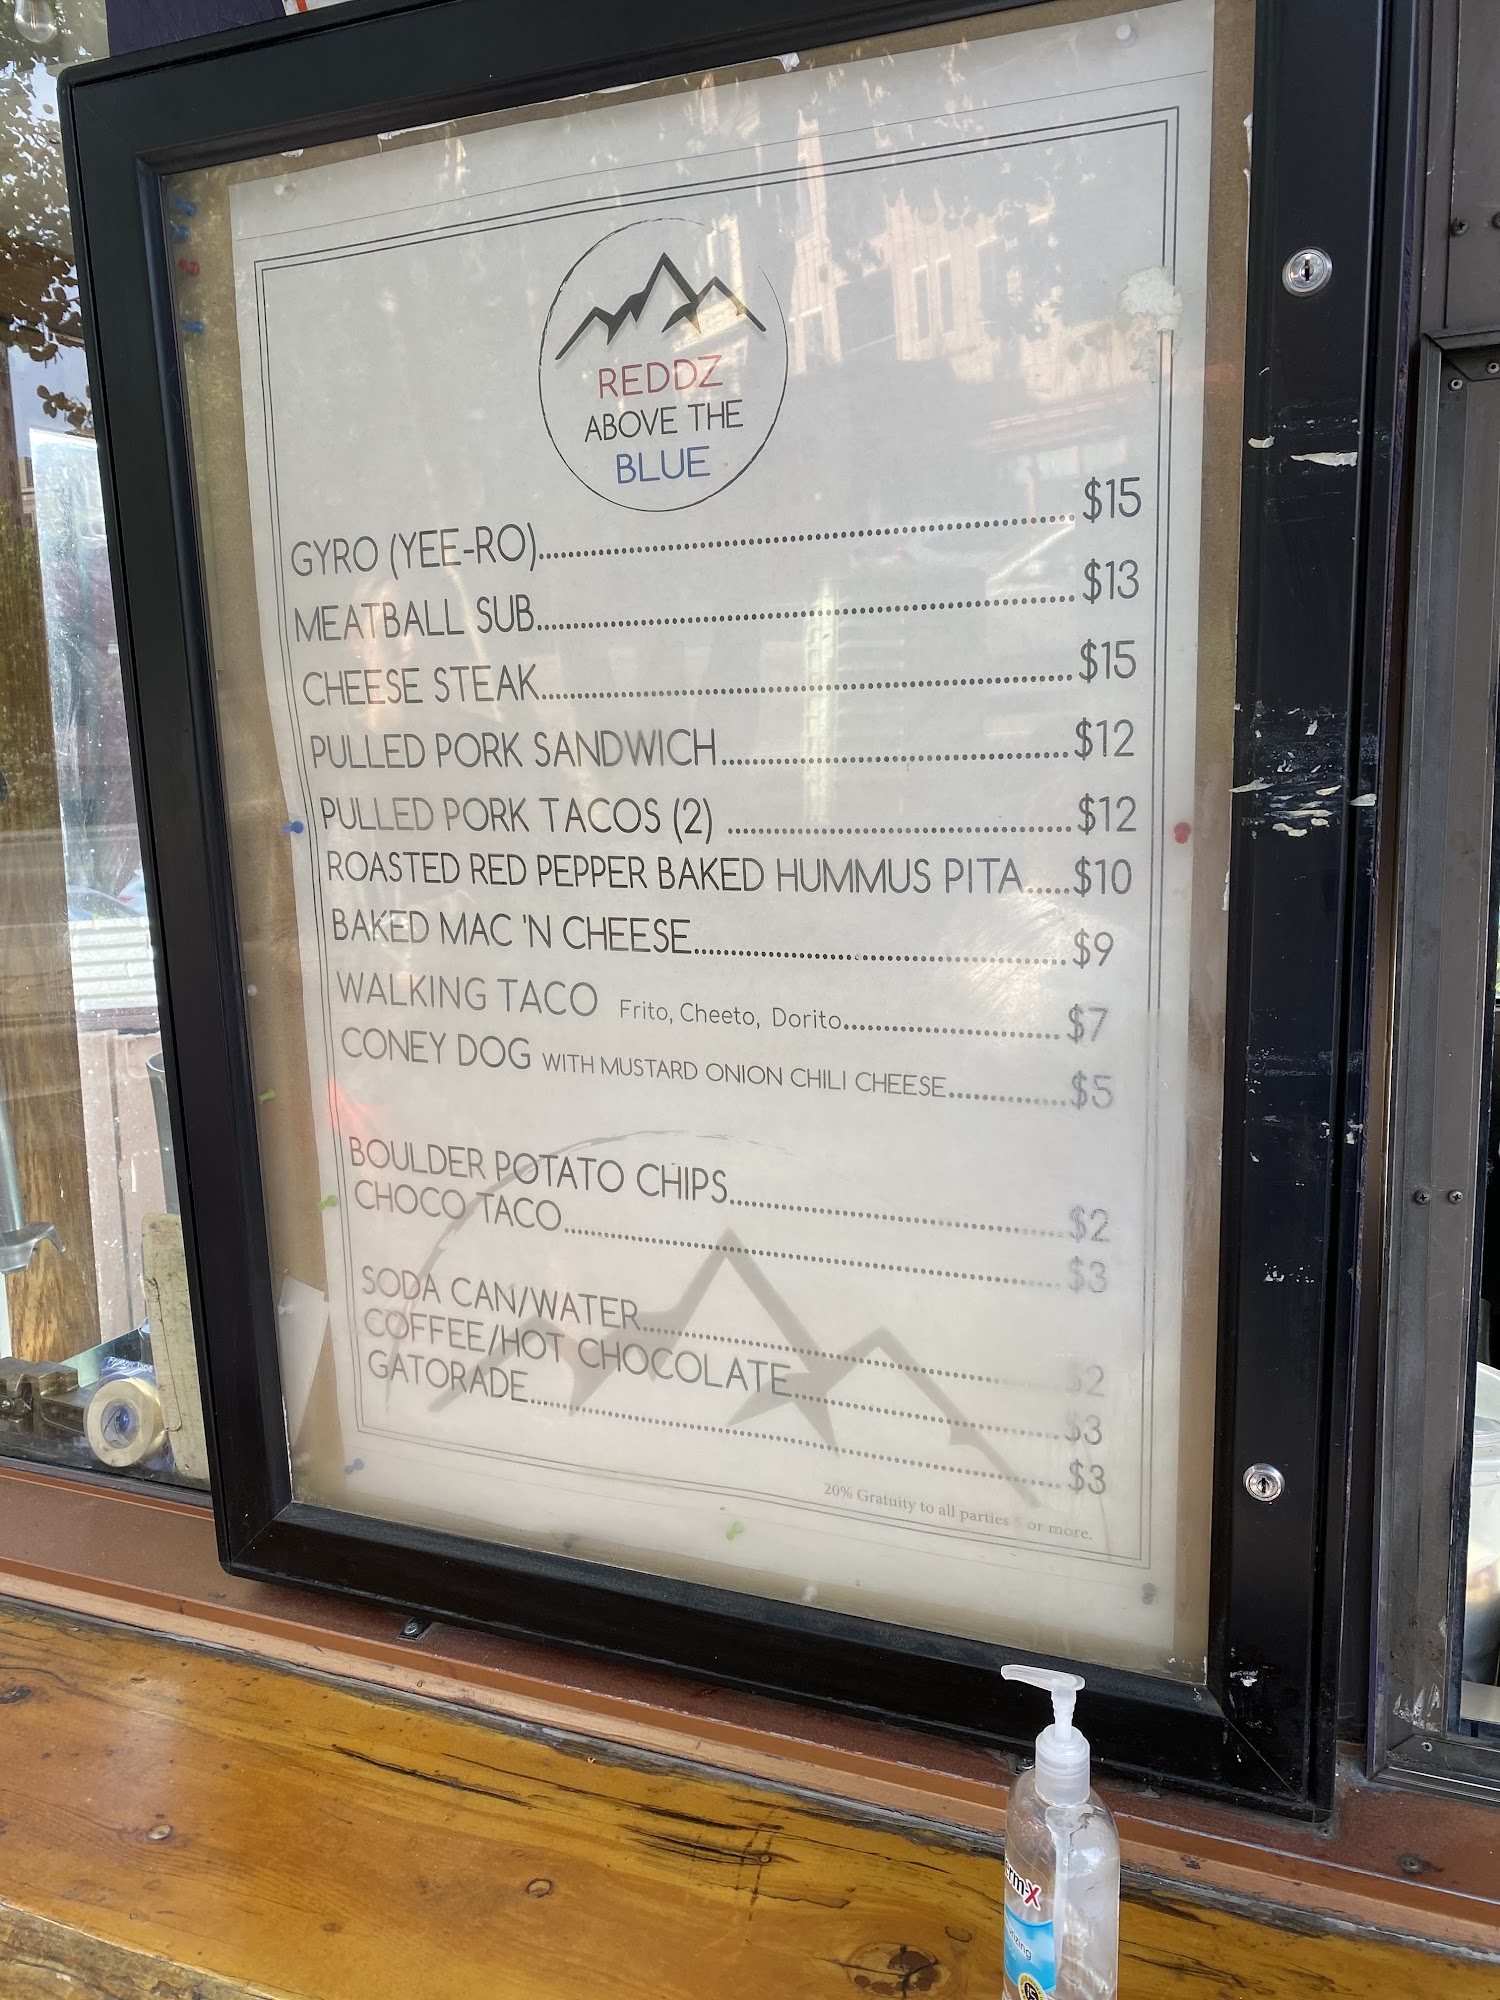 REDDZ
ABOVE THE
BLUE
GYRO (YEE-RO)........$15
MEATBALL SUB........$13
CHEESE STEAK........$15
PULLED PORK SANDWICH........$12
PULLED PORK TACOS (2) ........$12
ROASTED RED PEPPER BAKED HUMMUS PITA......$10
BAKED MAC 'N CHEESE........$9
WALKING TACO Frito, Cheeto, Dorito........$7
CONEY DOG WITH MUSTARD ONION CHILI CHEESE........$5
BOULDER POTATO CHIPS........$2
CHOCO TACO........$3
SODA CAN/WATER........$2
COFFEE/HOT CHOCOLATE........$3
GATORADE........$3
20% Gratuity to all parties or more.